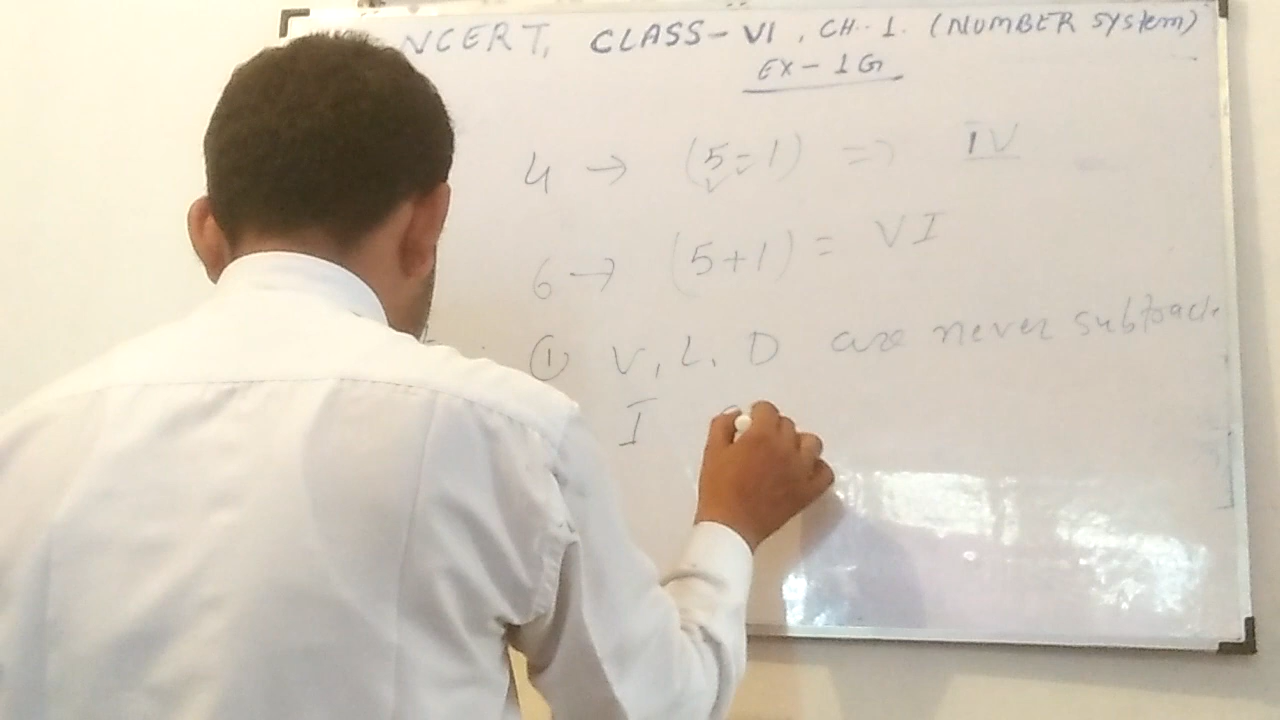 NCERT, CLASS-VI, CH-1. (NUMBER System)
EX-1G
4 → (5-1) => IV
6 → (5+1) = VI
① V, L, D are never subtracte
I